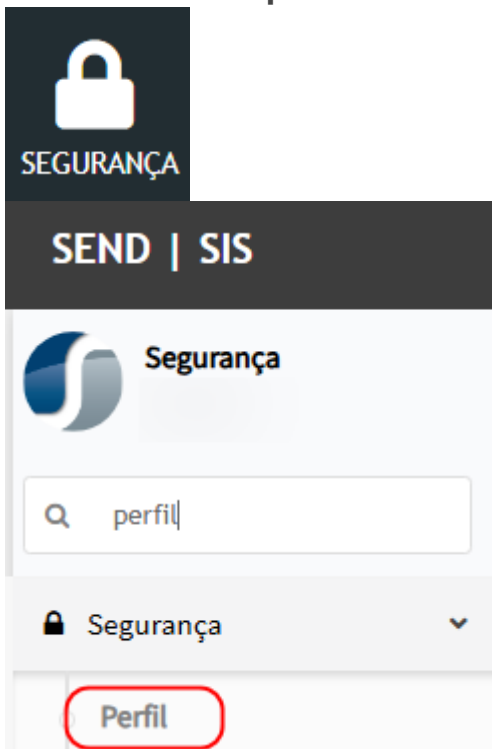 SEGURANÇA
SEND | SIS
Segurança
perfil
Segurança
Perfil